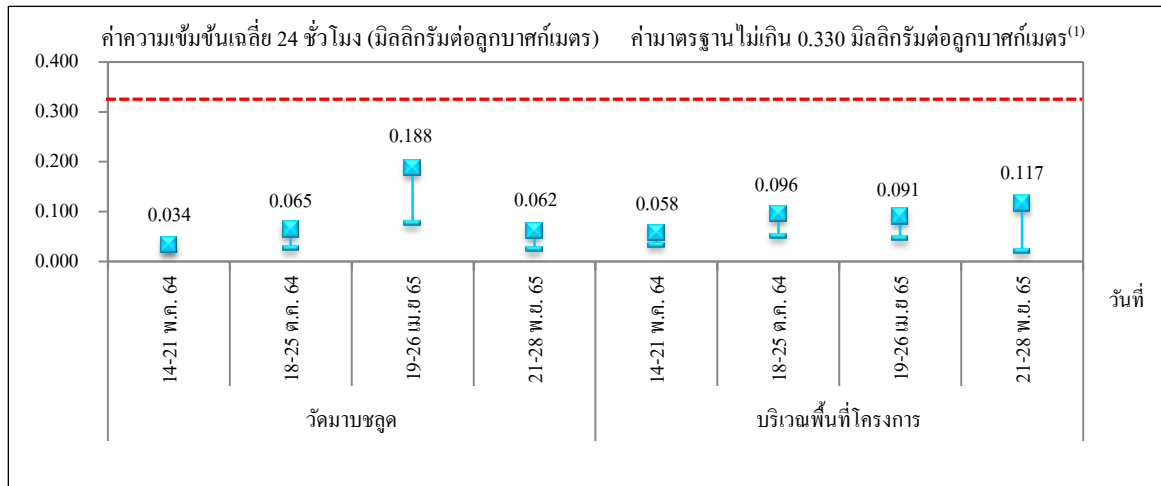 ค่าความเข้มข้นเฉลี่ย 24 ชั่วโมง (มิลลิกรัมต่อลูกบาศก์เมตร) ค่ามาตรฐานไม่เกิน 0.330 มิลลิกรัมต่อลูกบาศก์เมตร(1)
0.400
0.300
0.200
0.100
0.000
0.034
0.065
0.188
0.062
0.058
0.096
0.091
0.117
14-21 พ.ค. 64
18-25 ต.ค. 64
19-26 เม.ย 65
21-28 พ.ย. 65
14-21 พ.ค. 64
18-25 ต.ค. 64
19-26 เม.ย 65
21-28 พ.ย. 65
วันที่
วัดมาบชลูด
บริเวณพื้นที่โครงการ